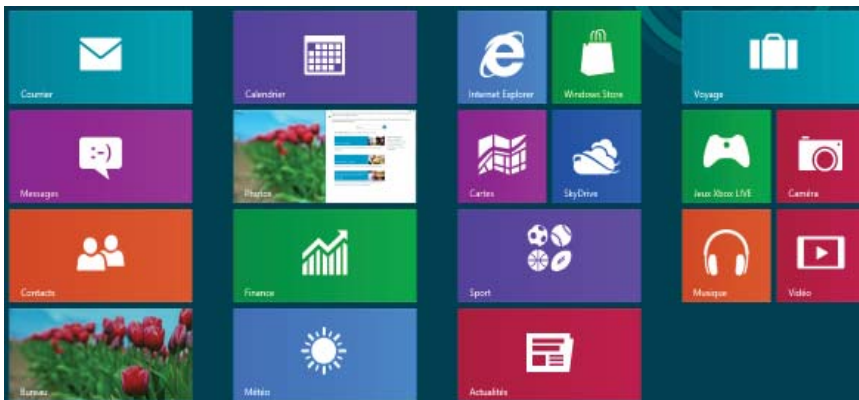 Courrier
Calendrier
Internet Explorer
Windows Store
Voyage
Messages
Photos
Cartes
SkyDrive
Jeux Xbox LIVE
Caméra
Contacts
Finance
Sport
Musique
Vidéo
Bureau
Météo
Actualités